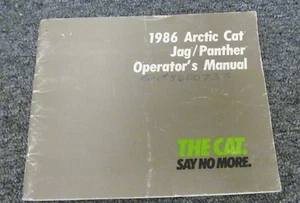 1986 Arctic Cat
Jag/Panther
Operator's Manual
THE CAT.
SAY NO MORE.